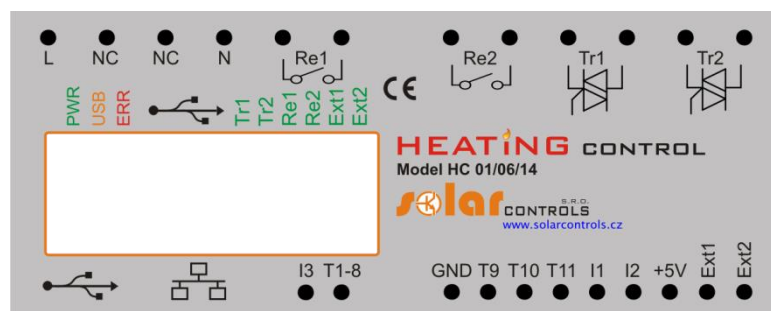 L NC NC N Re1 Re2 Tr1 Tr2
PWR
USB
ERR
Tr1
Tr2
Re1
Re2
Ext1
Ext2
CE
HEATiNG CONTROL
Model HC 01/06/14
solar CONTROLS S.R.O.
www.solarcontrols.cz
I3 T1-8 GND T9 T10 T11 I1 I2 +5V Ext1 Ext2